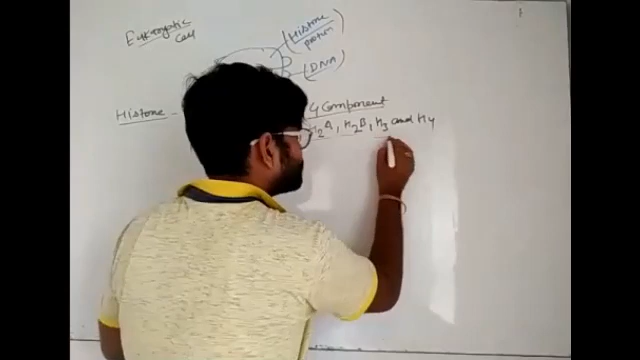 Eukaryotic
cell
(Histone
protein
(DNA)
Histone -
4 Component
H2A, H2B, H3 and H4